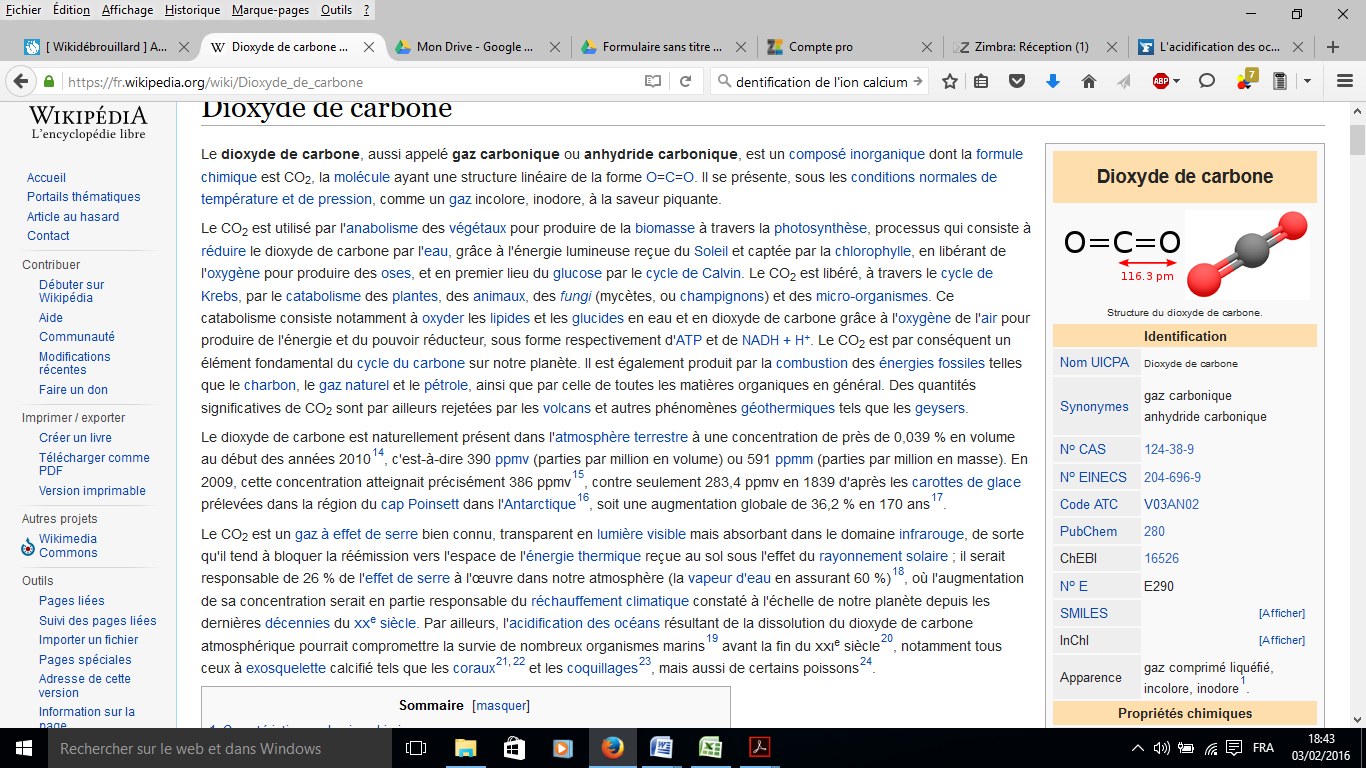 Fichier Édition Affichage Historique Marque-pages Outils ?
[ Wikidébrouillard ] A...
Dioxyde de carbone ...
Mon Drive - Google ...
Formulaire sans titre ...
Compte pro
Zimbra: Réception (1)
L'acidification des oc...
https://fr.wikipedia.org/wiki/Dioxyde_de_carbone
dentification de l'ion calcium
ABP
7
WIKIPÉDIA
L'encyclopédie libre
Accueil
Portails thématiques
Article au hasard
Contact
Contribuer
Débuter sur
Wikipédia
Aide
Communauté
Modifications
récentes
Faire un don
Imprimer / exporter
Créer un livre
Télécharger comme
PDF
Version imprimable
Autres projets
Wikimedia
Commons
Outils
Pages liées
Suivi des pages liées
Importer un fichier
Pages spéciales
Adresse de cette
version
Information sur la
page
Dioxyde de carbone
Le dioxyde de carbone, aussi appelé gaz carbonique ou anhydride carbonique, est un composé inorganique dont la formule
chimique est CO2, la molécule ayant une structure linéaire de la forme O=C=O. Il se présente, sous les conditions normales de
température et de pression, comme un gaz incolore, inodore, à la saveur piquante.
Le CO2 est utilisé par l'anabolisme des végétaux pour produire de la biomasse à travers la photosynthèse, processus qui consiste à
réduire le dioxyde de carbone par l'eau, grâce à l'énergie lumineuse reçue du Soleil et captée par la chlorophylle, en libérant de
l'oxygène pour produire des oses, et en premier lieu du glucose par le cycle de Calvin. Le CO2 est libéré, à travers le cycle de
Krebs, par le catabolisme des plantes, des animaux, des fungi (mycètes, ou champignons) et des micro-organismes. Ce
catabolisme consiste notamment à oxyder les lipides et les glucides en eau et en dioxyde de carbone grâce à l'oxygène de l'air pour
produire de l'énergie et du pouvoir réducteur, sous forme respectivement d'ATP et de NADH + H+. Le CO2 est par conséquent un
élément fondamental du cycle du carbone sur notre planète. Il est également produit par la combustion des énergies fossiles telles
que le charbon, le gaz naturel et le pétrole, ainsi que par celle de toutes les matières organiques en général. Des quantités
significatives de CO2 sont par ailleurs rejetées par les volcans et autres phénomènes géothermiques tels que les geysers.
Le dioxyde de carbone est naturellement présent dans l'atmosphère terrestre à une concentration de près de 0,039 % en volume
au début des années 2010 14, c'est-à-dire 390 ppmv (parties par million en volume) ou 591 ppmm (parties par million en masse). En
2009, cette concentration atteignait précisément 386 ppmv 15, contre seulement 283,4 ppmv en 1839 d'après les carottes de glace
prélevées dans la région du cap Poinsett dans l'Antarctique 16, soit une augmentation globale de 36,2 % en 170 ans 17.
Le CO2 est un gaz à effet de serre bien connu, transparent en lumière visible mais absorbant dans le domaine infrarouge, de sorte
qu'il tend à bloquer la réémission vers l'espace de l'énergie thermique reçue au sol sous l'effet du rayonnement solaire ; il serait
responsable de 26 % de l'effet de serre à l'œuvre dans notre atmosphère (la vapeur d'eau en assurant 60 %) 18, où l'augmentation
de sa concentration serait en partie responsable du réchauffement climatique constaté à l'échelle de notre planète depuis les
dernières décennies du XXe siècle. Par ailleurs, l'acidification des océans résultant de la dissolution du dioxyde de carbone
atmosphérique pourrait compromettre la survie de nombreux organismes marins 19 avant la fin du XXIe siècle 20, notamment tous
ceux à exosquelette calcifié tels que les coraux 21, 22 et les coquillages 23, mais aussi de certains poissons 24.
Sommaire [masquer]
Dioxyde de carbone
O=C=O
116.3 pm
Structure du dioxyde de carbone.
Identification
Nom UICPA Dioxyde de carbone
Synonymes gaz carbonique
anhydride carbonique
No CAS 124-38-9
No EINECS 204-696-9
Code ATC V03AN02
PubChem 280
ChEBI 16526
No E E290
SMILES [Afficher]
InChI [Afficher]
Apparence gaz comprimé liquéfié,
incolore, inodore 1.
Propriétés chimiques
Rechercher sur le web et dans Windows
FRA
18:43
03/02/2016